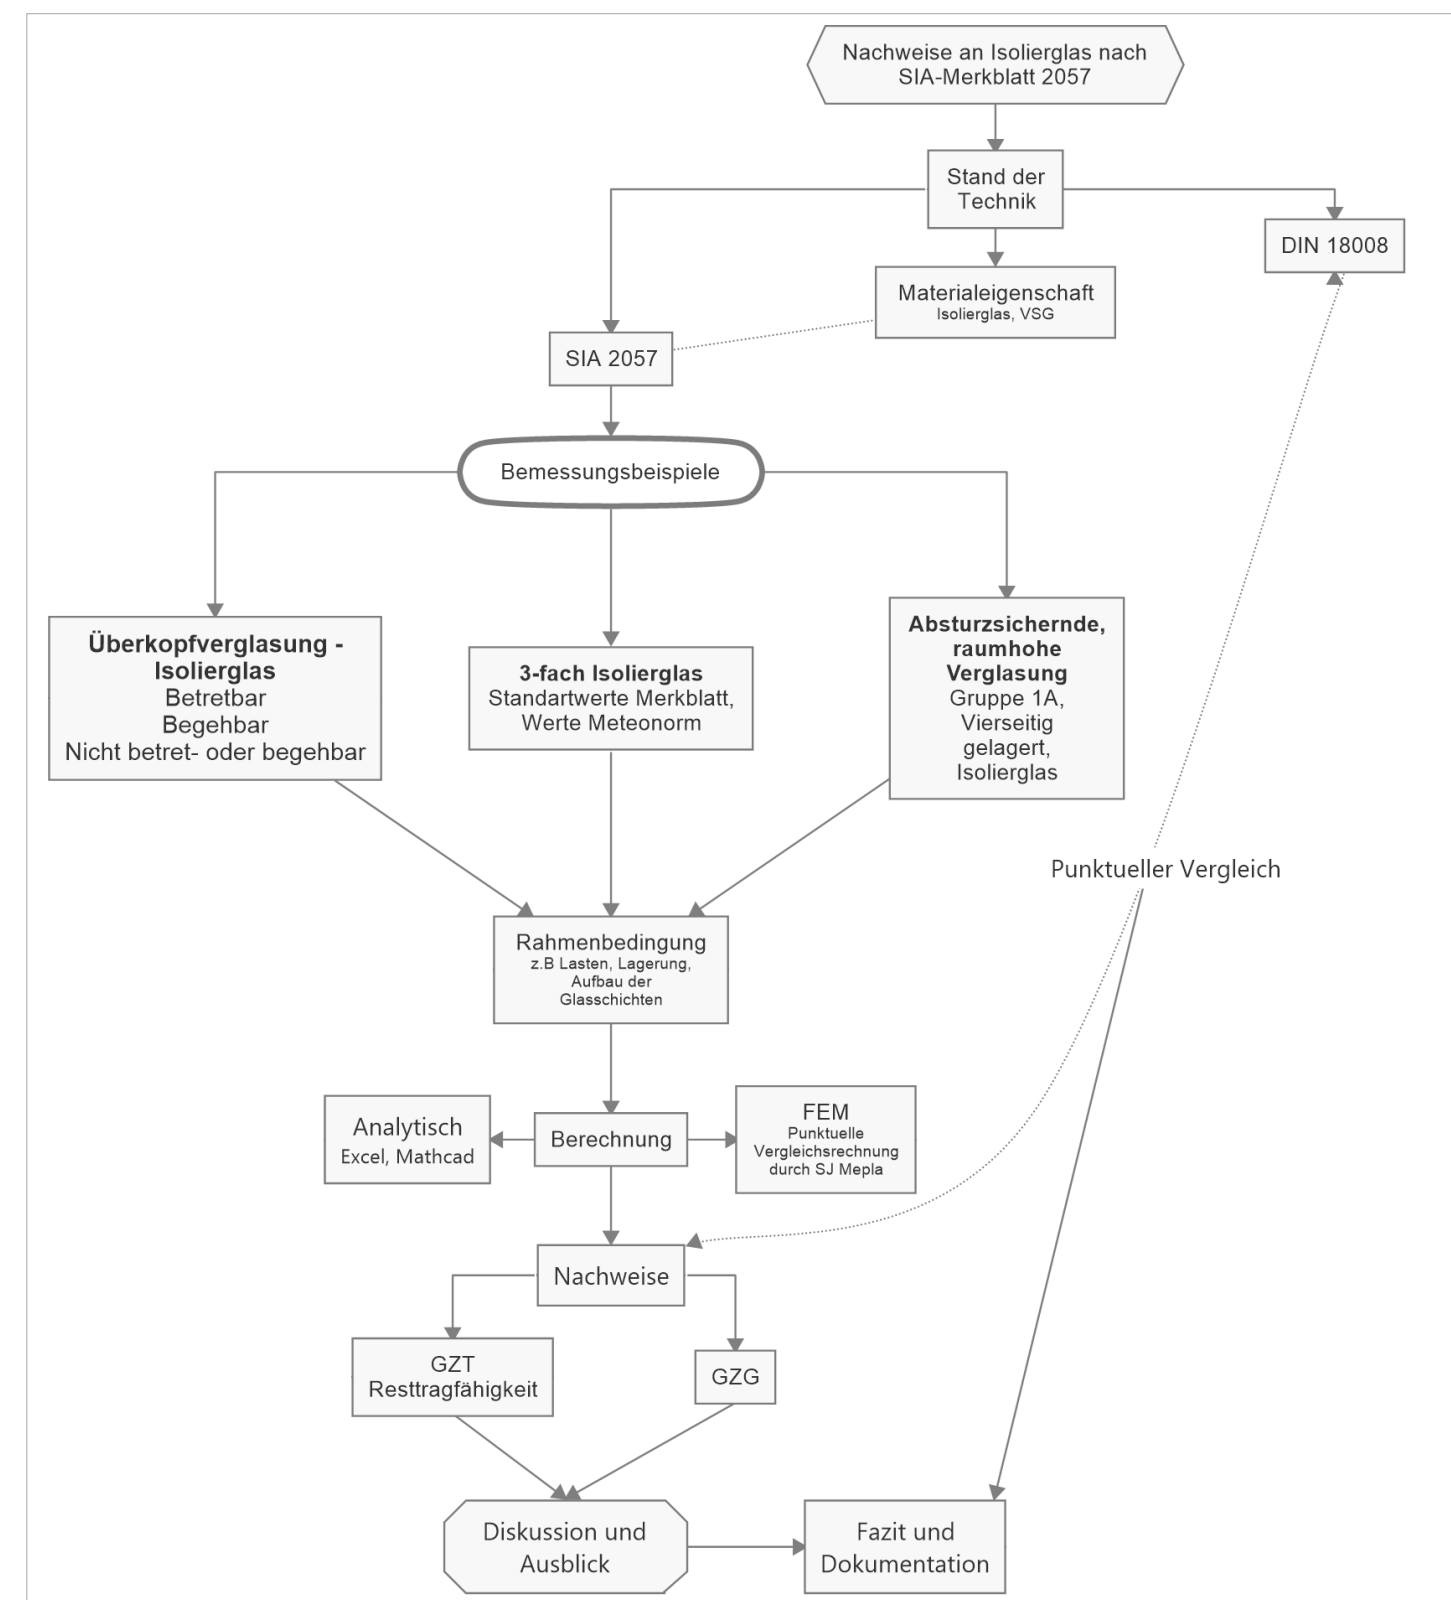 Nachweise an Isolierglas nach
SIA-Merkblatt 2057
Stand der
Technik
DIN 18008
Materialeigenschaft
Isolierglas, VSG
SIA 2057
Bemessungsbeispiele
Überkopfverglasung -
Isolierglas
Betretbar
Begehbar
Nicht betret- oder begehbar
3-fach Isolierglas
Standartwerte Merkblatt,
Werte Meteonorm
Absturzsichernde,
raumhohe
Verglasung
Gruppe 1A,
Vierseitig
gelagert,
Isolierglas
Punktueller Vergleich
Rahmenbedingung
z.B Lasten, Lagerung,
Aufbau der
Glasschichten
Analytisch
Excel, Mathcad
Berechnung
FEM
Punktuelle
Vergleichsrechnung
durch SJ Mepla
Nachweise
GZT
Resttragfähigkeit
GZG
Diskussion und
Ausblick
Fazit und
Dokumentation